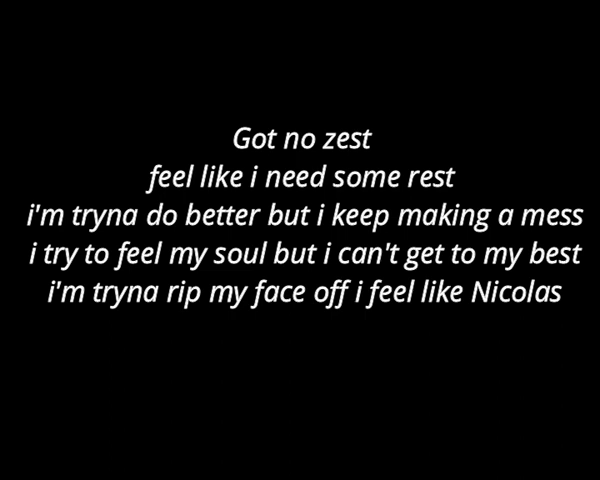 Got no zest
feel like i need some rest
i'm tryna do better but i keep making a mess
i try to feel my soul but i can't get to my best
i'm tryna rip my face off i feel like Nicolas